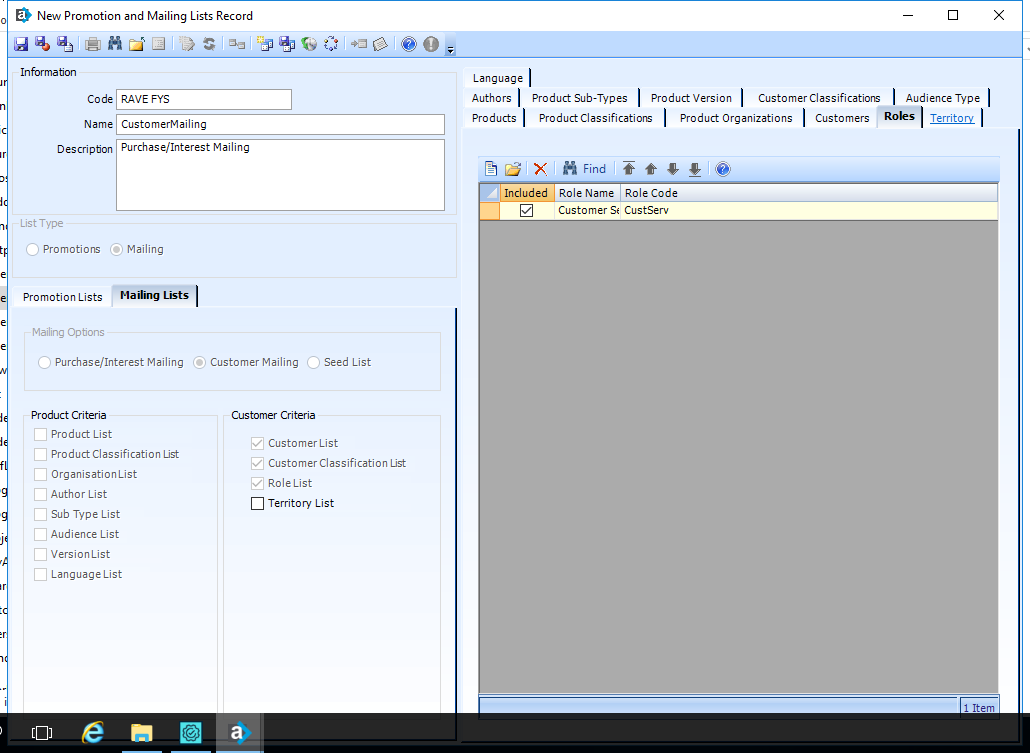 New Promotion and Mailing Lists Record
Information
Code RAVE FYS
Name CustomerMailing
Description Purchase/Interest Mailing
List Type
Promotions Mailing
Promotion Lists Mailing Lists
Mailing Options
Purchase/Interest Mailing Customer Mailing Seed List
Product Criteria
Product List
Product Classification List
Organisation List
Author List
Sub Type List
Audience List
Version List
Language List
Customer Criteria
Customer List
Customer Classification List
Role List
Territory List
Language
Authors Product Sub-Types Product Version Customer Classifications Audience Type
Products Product Classifications Product Organizations Customers Roles Territory
Find
Included Role Name Role Code
Customer Se CustServ
1 Item